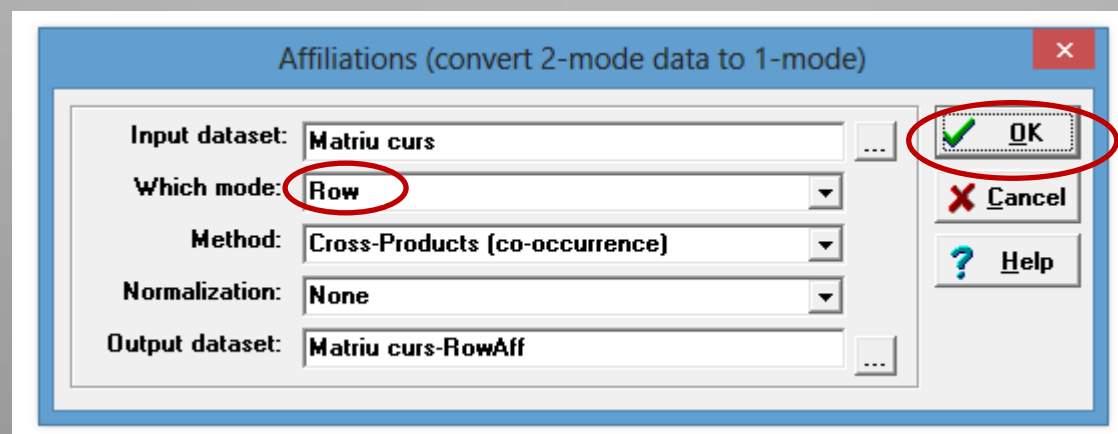 Affiliations (convert 2-mode data to 1-mode)
×
Input dataset: Matriu curs ...
Which mode: Row
Method: Cross-Products (co-occurrence)
Normalization: None
Output dataset: Matriu curs-RowAff ...
OK
Cancel
? Help